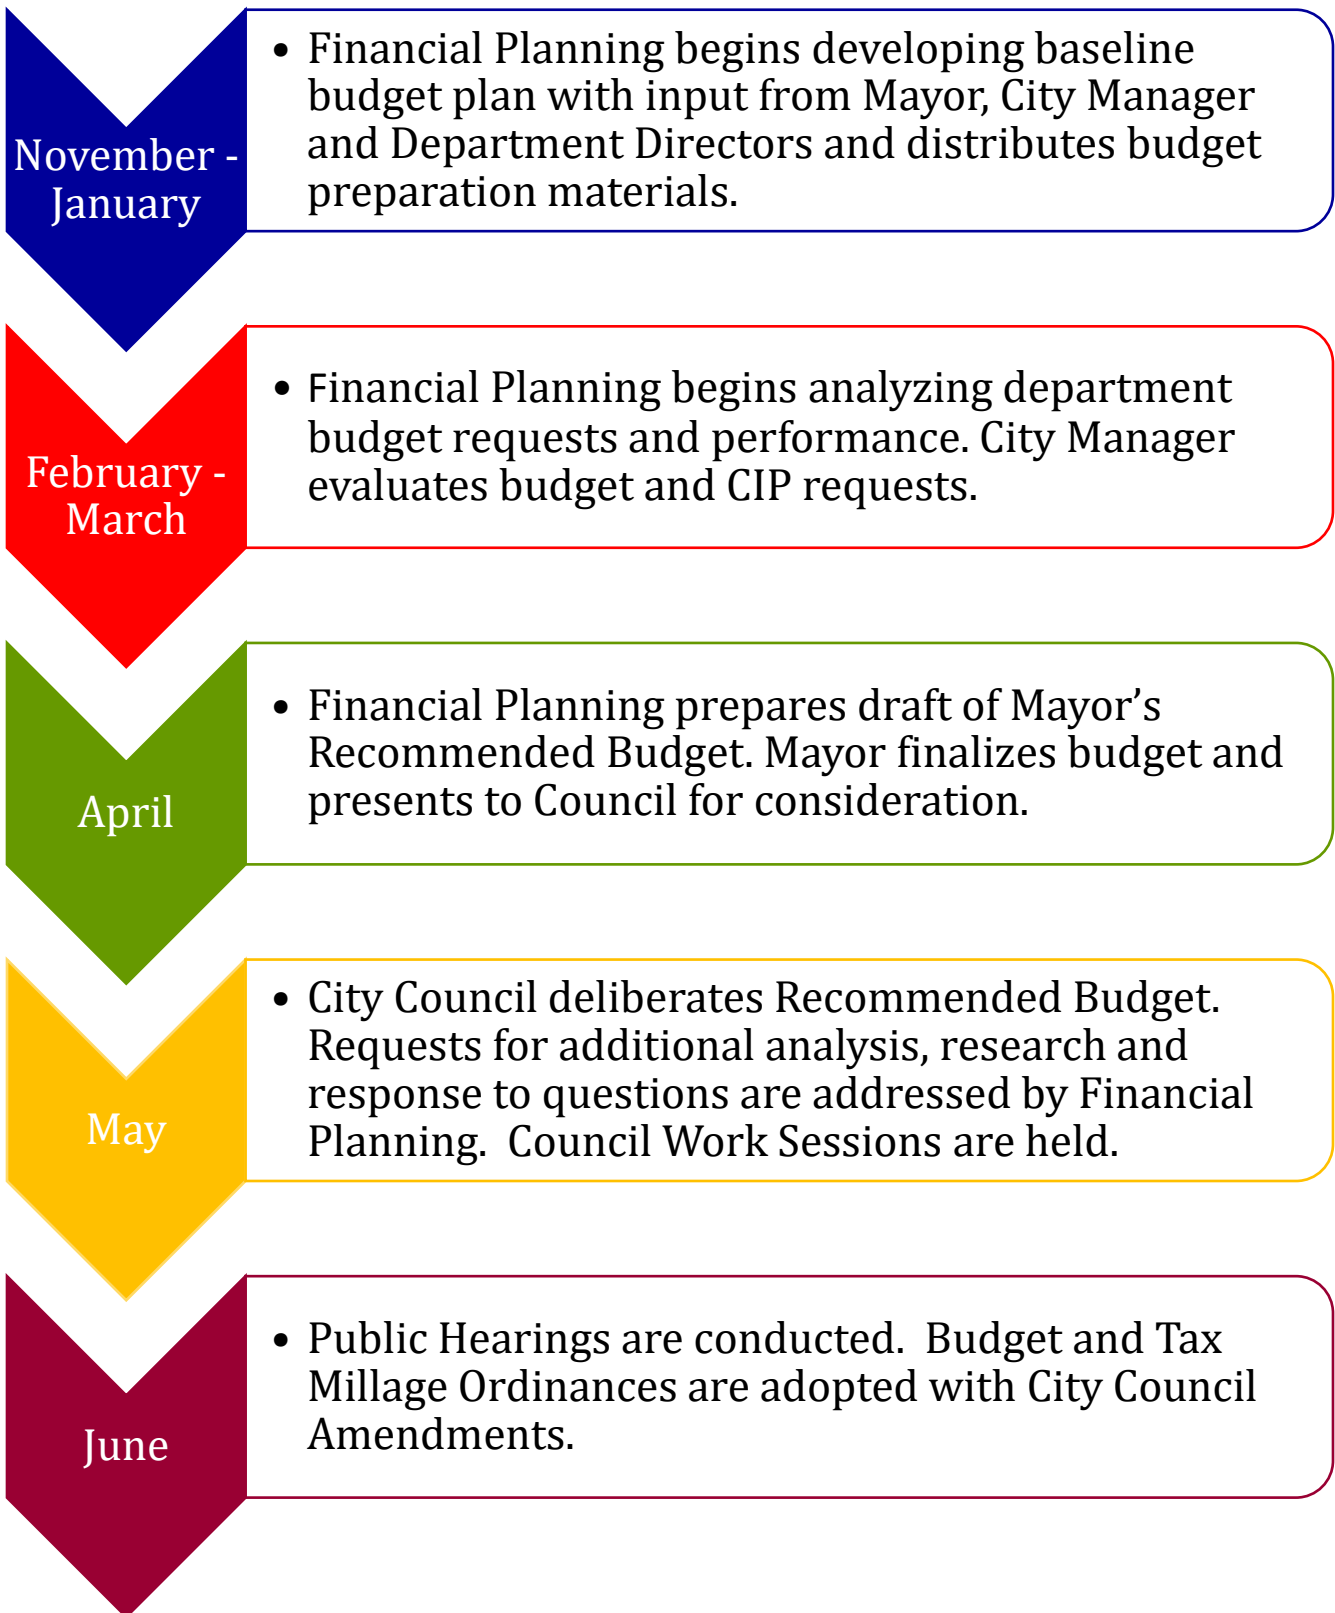 November -
January
• Financial Planning begins developing baseline
budget plan with input from Mayor, City Manager
and Department Directors and distributes budget
preparation materials.
February -
March
• Financial Planning begins analyzing department
budget requests and performance. City Manager
evaluates budget and CIP requests.
April
• Financial Planning prepares draft of Mayor’s
Recommended Budget. Mayor finalizes budget and
presents to Council for consideration.
May
• City Council deliberates Recommended Budget.
Requests for additional analysis, research and
response to questions are addressed by Financial
Planning.  Council Work Sessions are held.
June
• Public Hearings are conducted.  Budget and Tax
Millage Ordinances are adopted with City Council
Amendments.